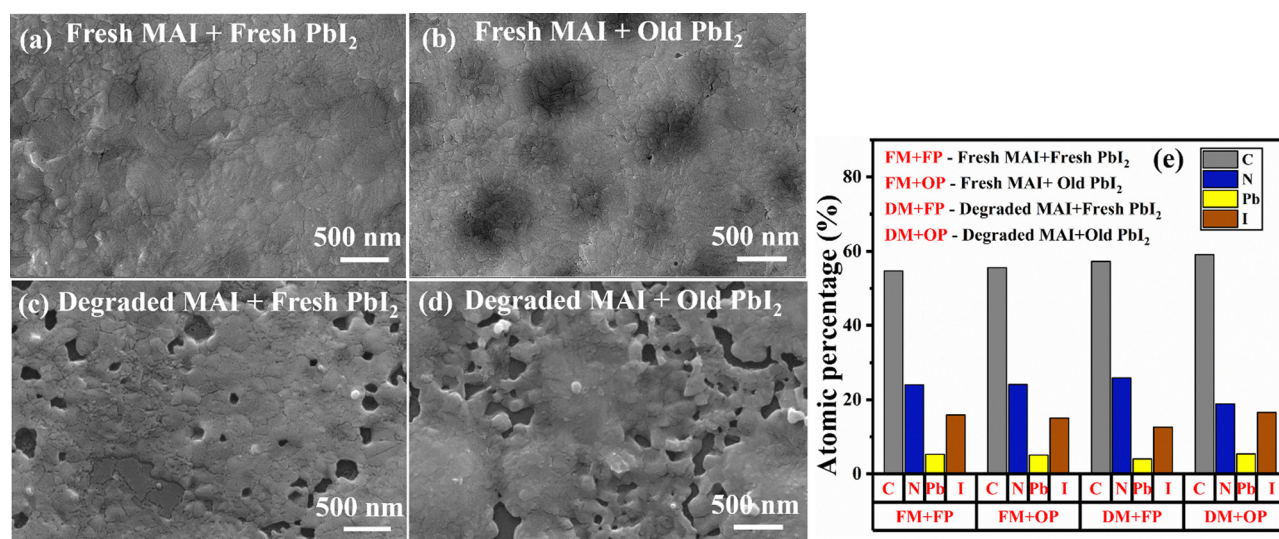 (a) Fresh MAI + Fresh PbI₂
500 nm
(b) Fresh MAI + Old PbI₂
500 nm
(c) Degraded MAI + Fresh PbI₂
500 nm
(d) Degraded MAI + Old PbI₂
500 nm
(e)
FM+FP - Fresh MAI+Fresh PbI₂
FM+OP - Fresh MAI+ Old PbI₂
DM+FP - Degraded MAI+Fresh PbI₂
DM+OP - Degraded MAI+Old PbI₂
C
N
Pb
I
Atomic percentage (%)
80
60
40
20
0
C N Pb I C N Pb I C N Pb I C N Pb I
FM+FP FM+OP DM+FP DM+OP